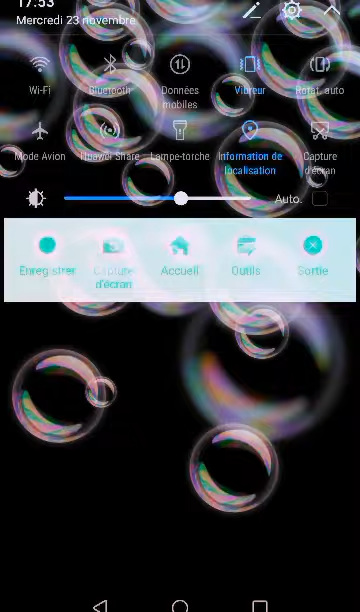 17:53
Mercredi 23 novembre
Wi-Fi
Bluetooth
Données
mobiles
Vibreur
Rotat. auto
Mode Avion
Huawei Share
Lampe-torche
Information de
localisation
Capture
d'écran
Auto.
Enregistrer
Capture
d'écran
Accueil
Outils
Sortie